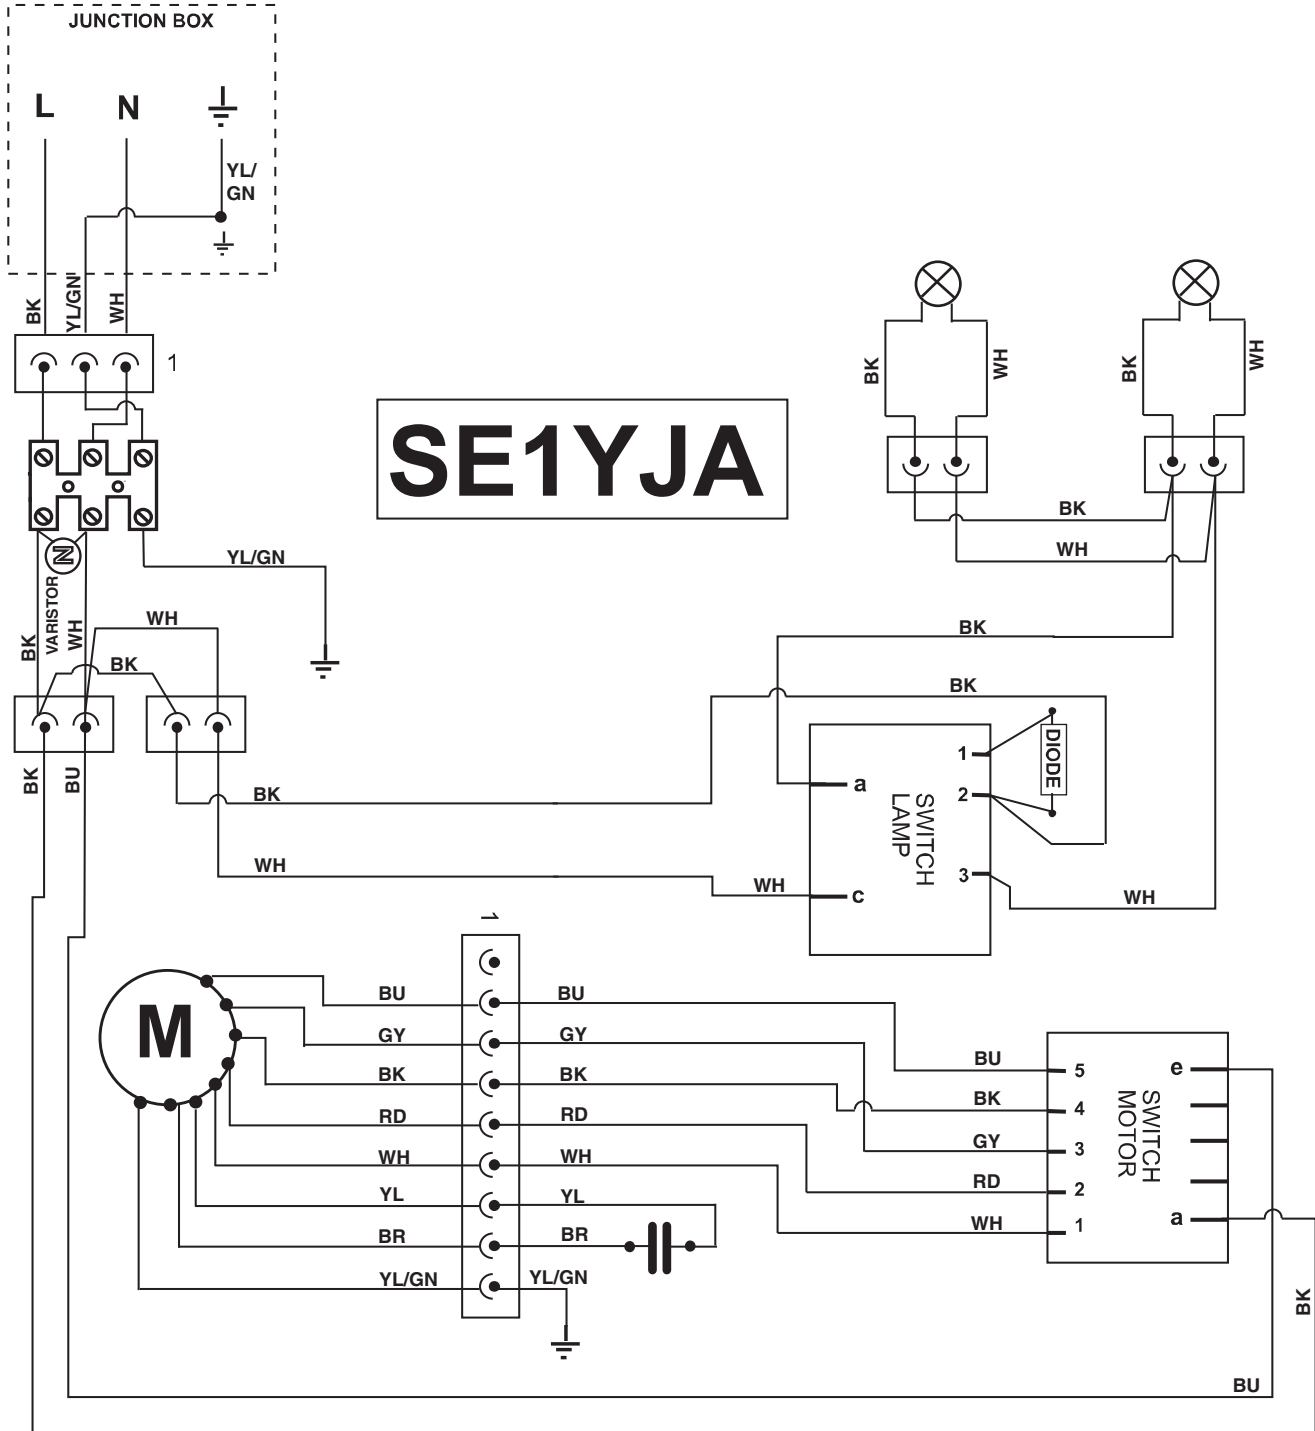 JUNCTION BOX
L N
YL/
GN
BK YL/GN WH
1
BK WH BK WH
SE1YJA
N
VARISTOR
YL/GN
BK WH
WH
BK
BK
WH
BK
BK
BK BU
BK
WH
WH
a
c
SWITCH
LAMP
1
2
3
DIODE
WH
1
M
BU BU
GY GY
BK BK
RD RD
WH WH
YL YL
BR BR
YL/GN YL/GN
BU 5 e
BK 4
GY 3
RD 2
WH 1 a
SWITCH
MOTOR
BK
BU